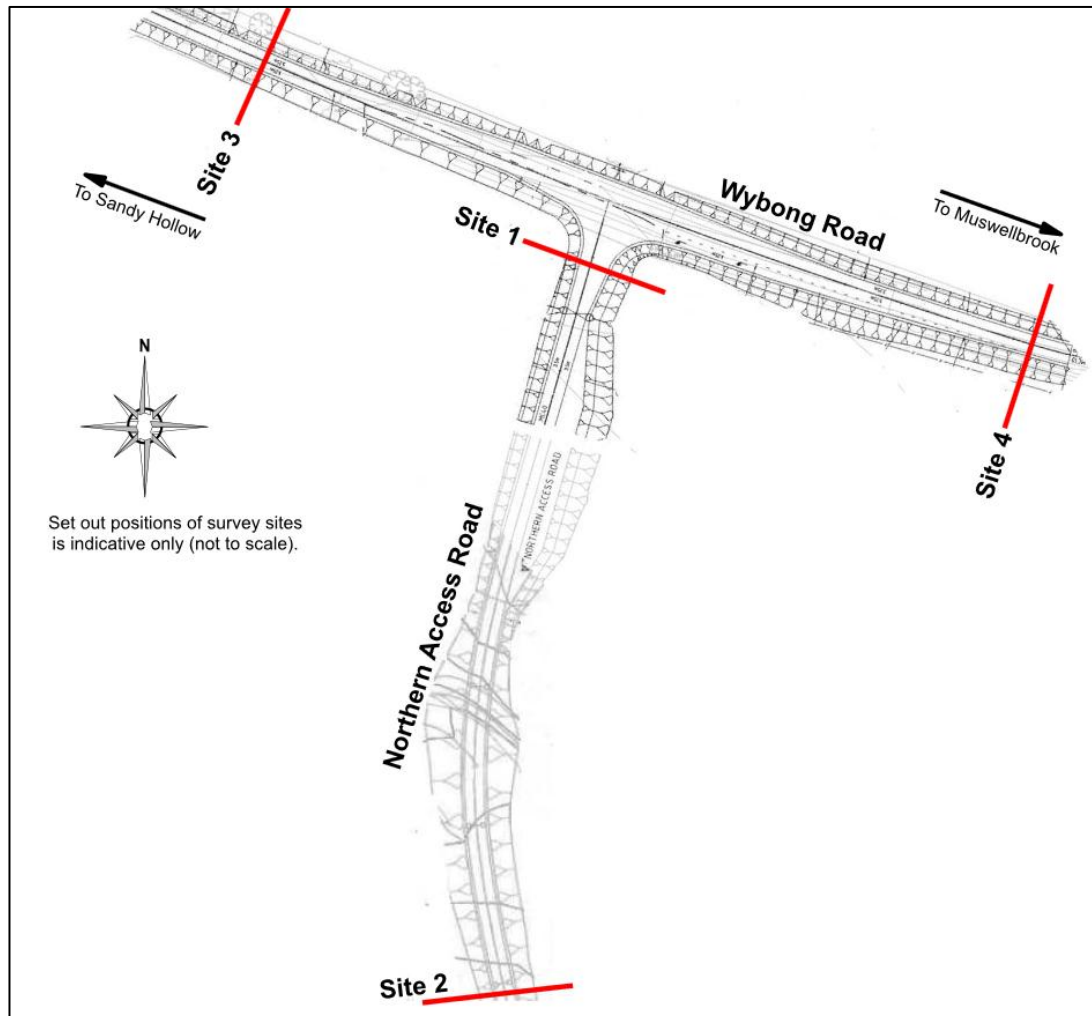 Site 3
To Sandy Hollow
Site 1
Wybong Road
To Muswellbrook
Site 4
N
Set out positions of survey sites
is indicative only (not to scale).
NORTHERN ACCESS ROAD
Northern Access Road
Site 2